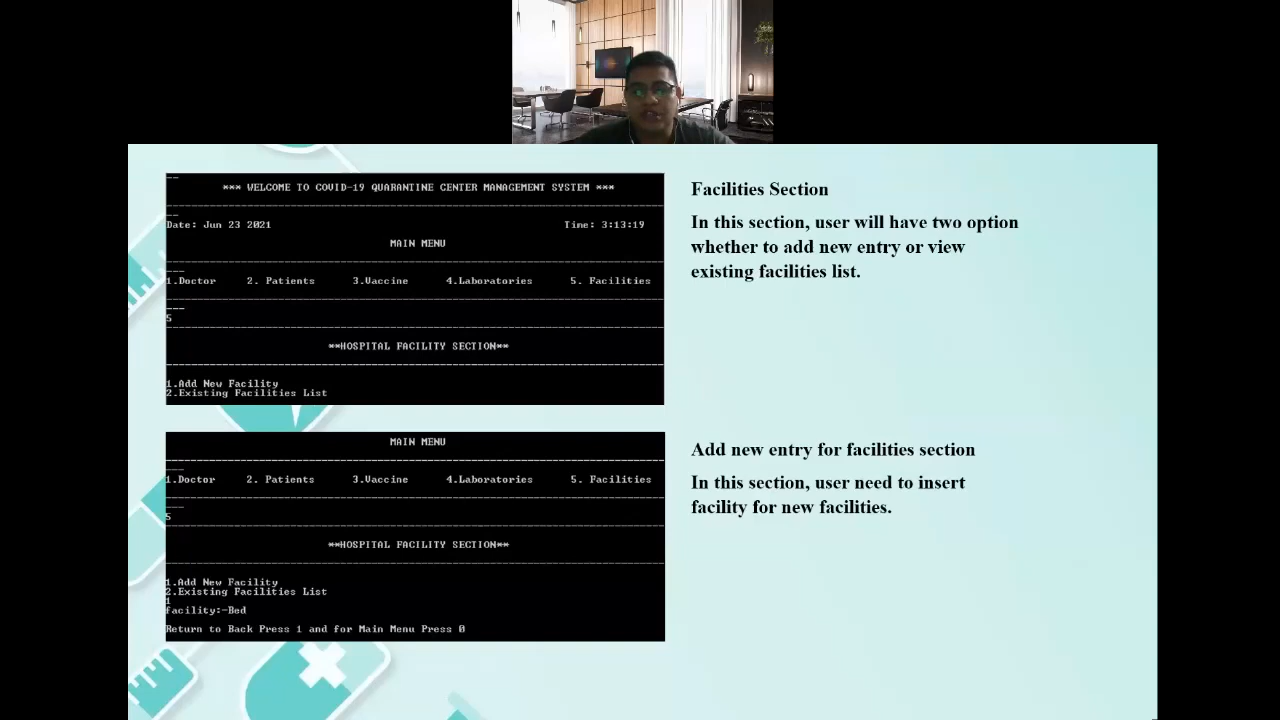 *** WELCOME TO COVID-19 QUARANTINE CENTER MANAGEMENT SYSTEM ***
Date: Jun 23 2021 Time: 3:13:19
MAIN MENU
1.Doctor 2. Patients 3.Vaccine 4.Laboratories 5. Facilities
5
**HOSPITAL FACILITY SECTION**
1.Add New Facility
2.Existing Facilities List
Facilities Section
In this section, user will have two option
whether to add new entry or view
existing facilities list.
MAIN MENU
1.Doctor 2. Patients 3.Vaccine 4.Laboratories 5. Facilities
5
**HOSPITAL FACILITY SECTION**
1.Add New Facility
2.Existing Facilities List
1
facility:-Bed
Return to Back Press 1 and for Main Menu Press 0
Add new entry for facilities section
In this section, user need to insert
facility for new facilities.